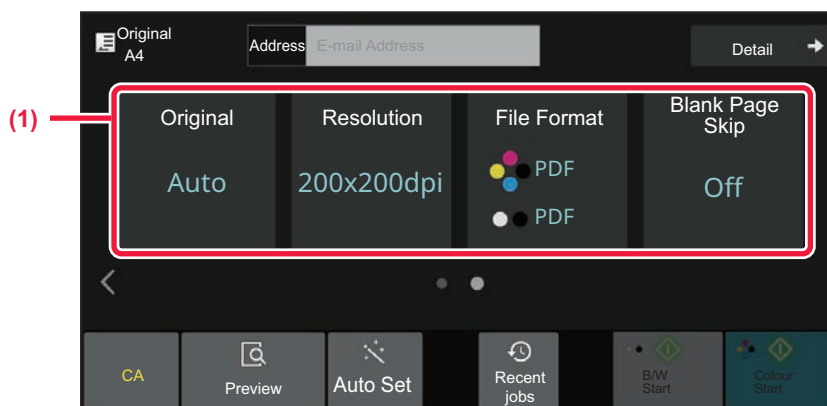 Original
A4
Address E-mail Address
Detail
(1)
Original
Resolution
File Format
Blank Page
Skip
Auto
200x200dpi
PDF
PDF
Off
CA
Preview
Auto Set
Recent
jobs
B/W
Start
Colour
Start